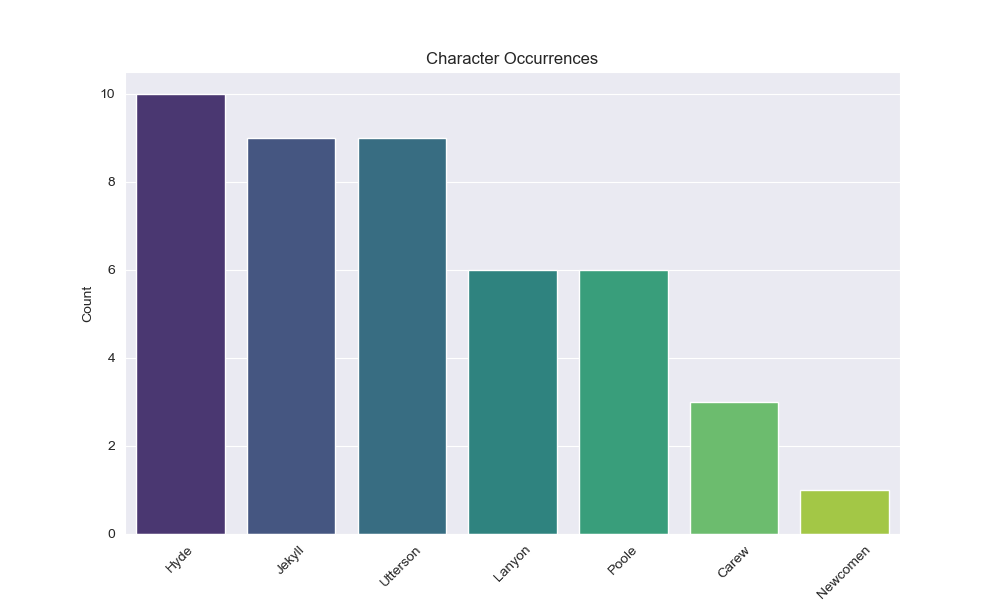 Character Occurrences
Count
10
8
6
4
2
0
Hyde
Jekyll
Utterson
Lanyon
Poole
Carew
Newcomen